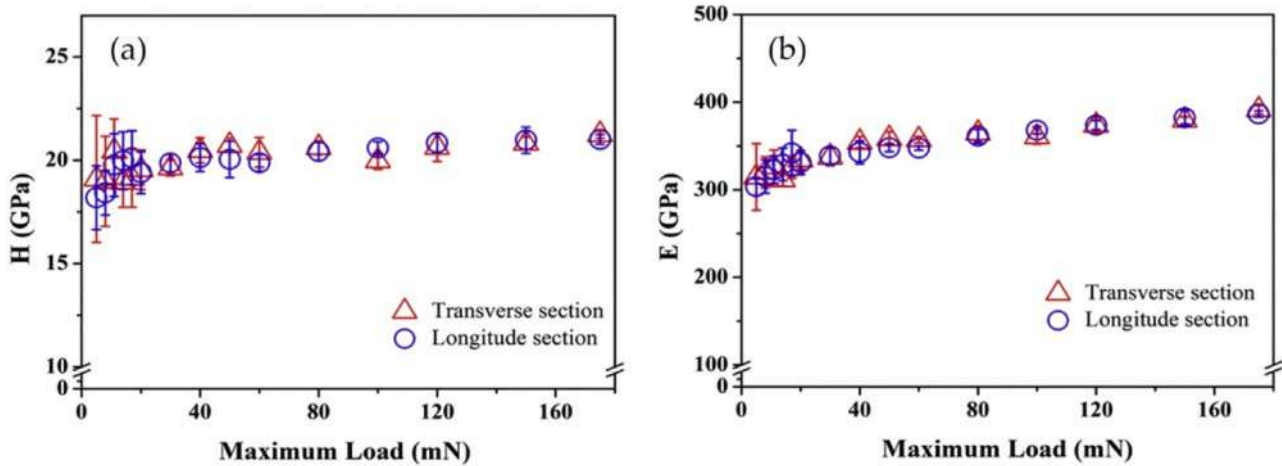 (a)
25
20
15
10
0
H (GPa)
Transverse section
Longitude section
0 40 80 120 160
Maximum Load (mN)
(b)
500
400
300
200
100
0
E (GPa)
Transverse section
Longitude section
0 40 80 120 160
Maximum Load (mN)